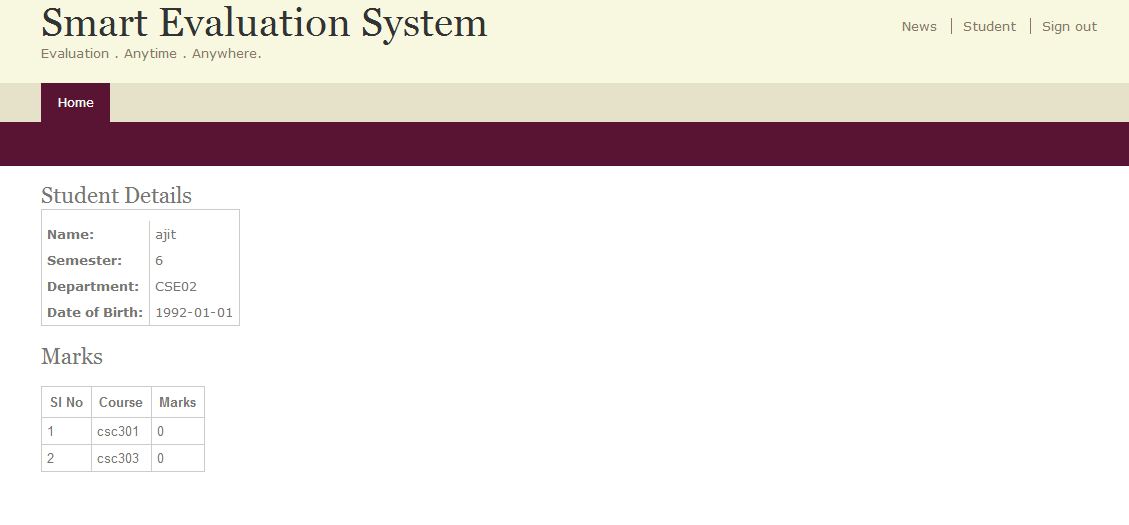 Smart Evaluation System
Evaluation . Anytime . Anywhere.
News Student Sign out
Home
Student Details
Name: ajit
Semester: 6
Department: CSE02
Date of Birth: 1992-01-01
Marks
Sl No Course Marks
1 csc301 0
2 csc303 0